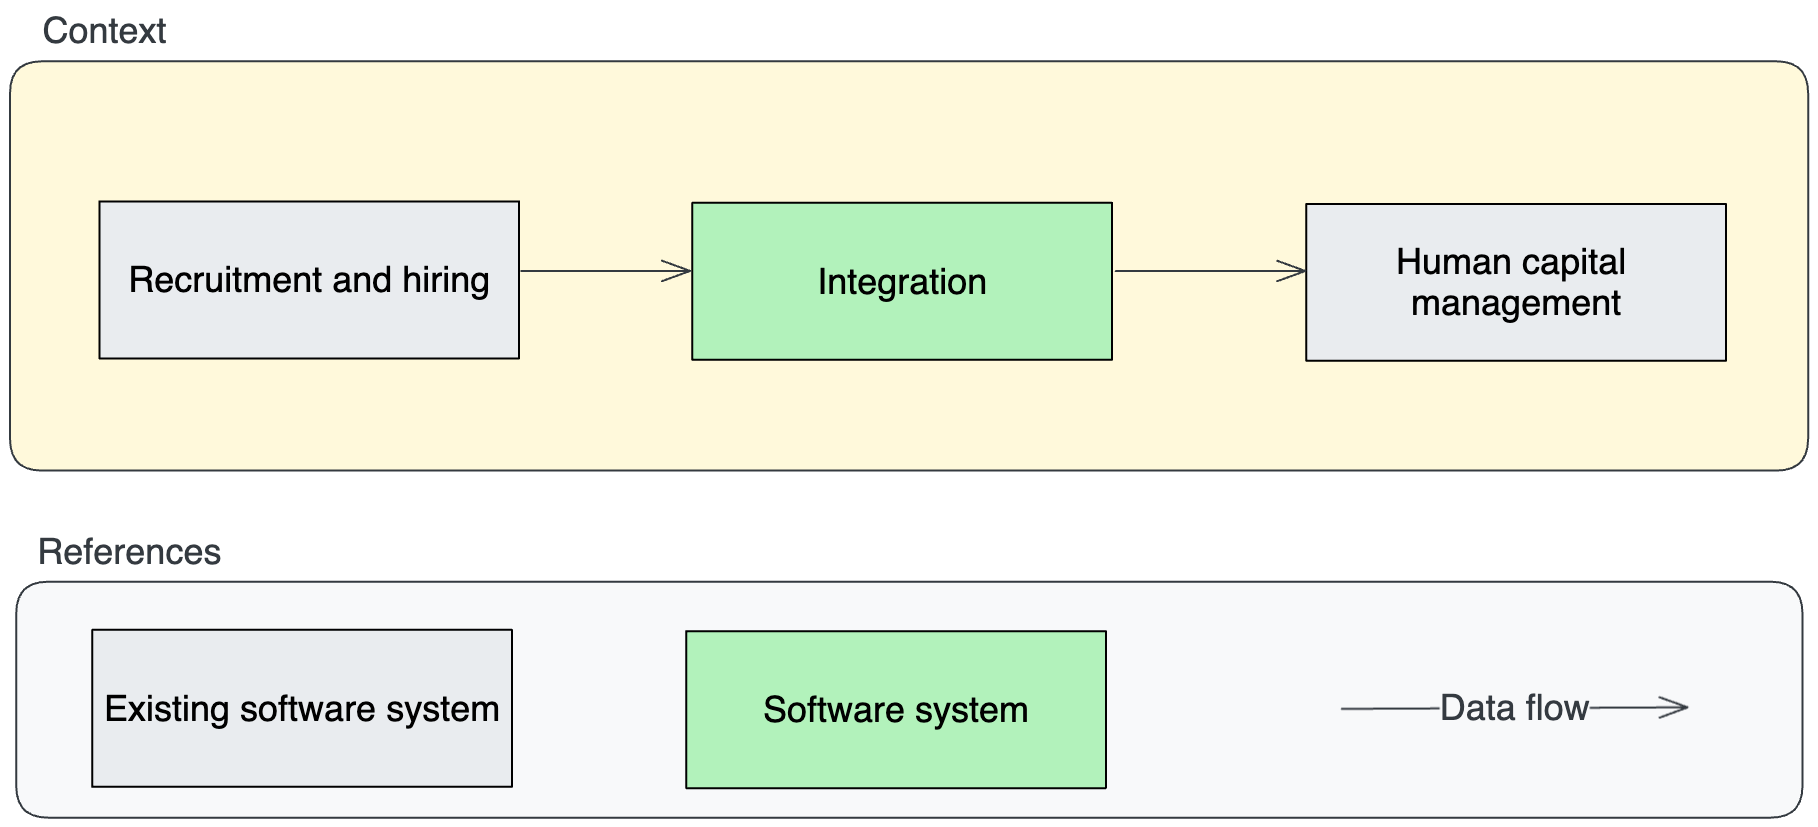 Context
Recruitment and hiring
Integration
Human capital
management
References
Existing software system
Software system
Data flow